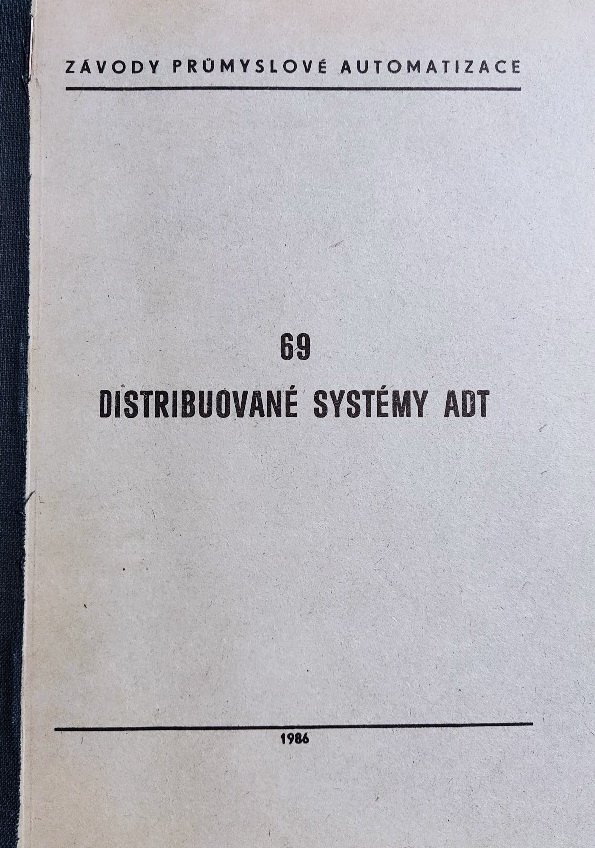 ZÁVODY PRŮMYSLOVÉ AUTOMATIZACE
69
DISTRIBUOVANÉ SYSTÉMY ADT
1986